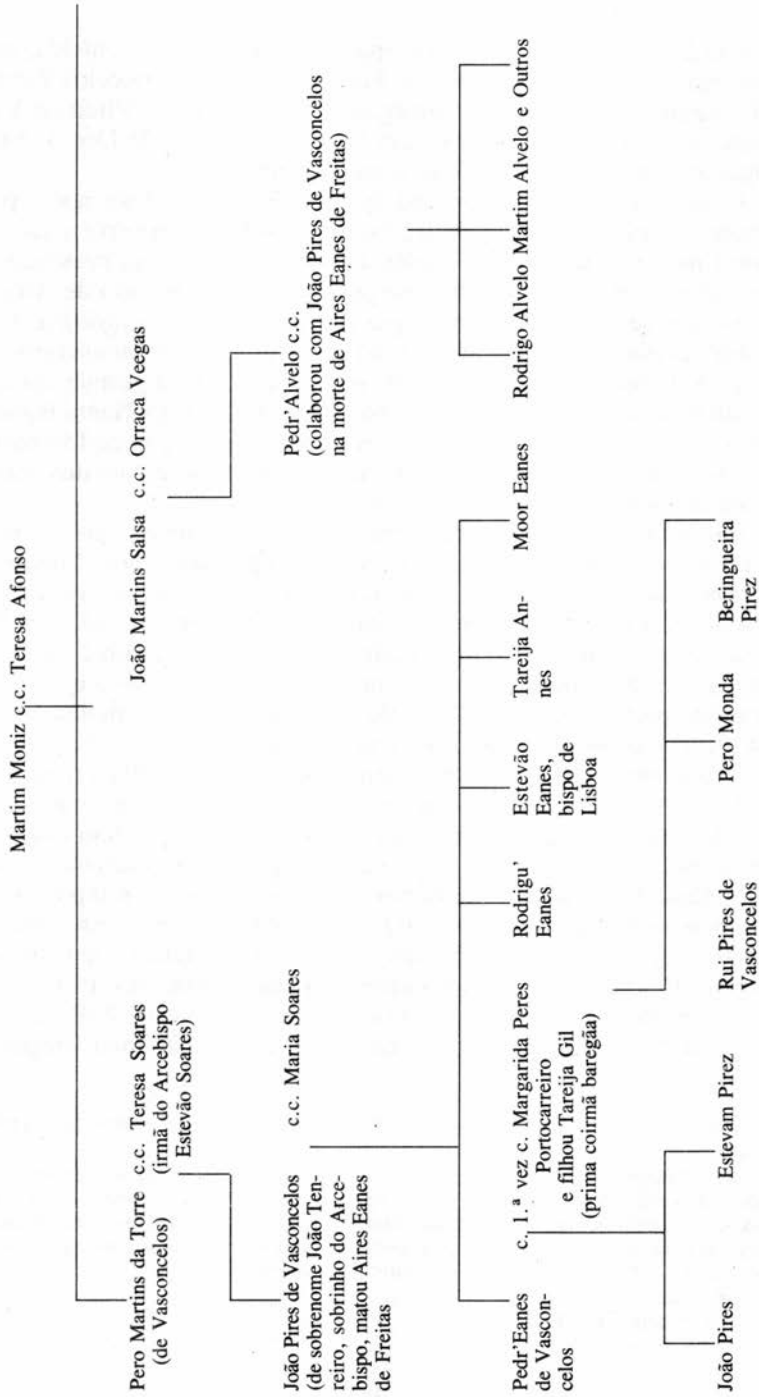 Martim Moniz c.c. Teresa Afonso
Pero Martins da Torre c.c. Teresa Soares
(de Vasconcelos) (irmã do Arcebispo
Estevão Soares)
João Martins Salsa c.c. Orraca Veegas
João Pires de Vasconcelos c.c. Maria Soares
(de sobrenome João Ten-
reiro, sobrinho do Arce-
bispo, matou Aires Eanes
de Freitas)
Pedr'Alvelo c.c.
(colaborou com João Pires de Vasconcelos
na morte de Aires Eanes de Freitas)
Pedr'Eanes
de Vascon-
celos
c. 1.ª vez c. Margarida Peres
Portocarreiro
e filhou Tareija Gil
(prima coirmã baregãa)
Rodrigu'
Eanes
Estevão
Eanes,
bispo de
Lisboa
Tareija An-
nes
Moor Eanes
Rodrigo Alvelo Martim Alvelo e Outros
João Pires
Estevam Pirez
Rui Pires de
Vasconcelos
Pero Monda
Beringueira
Pirez